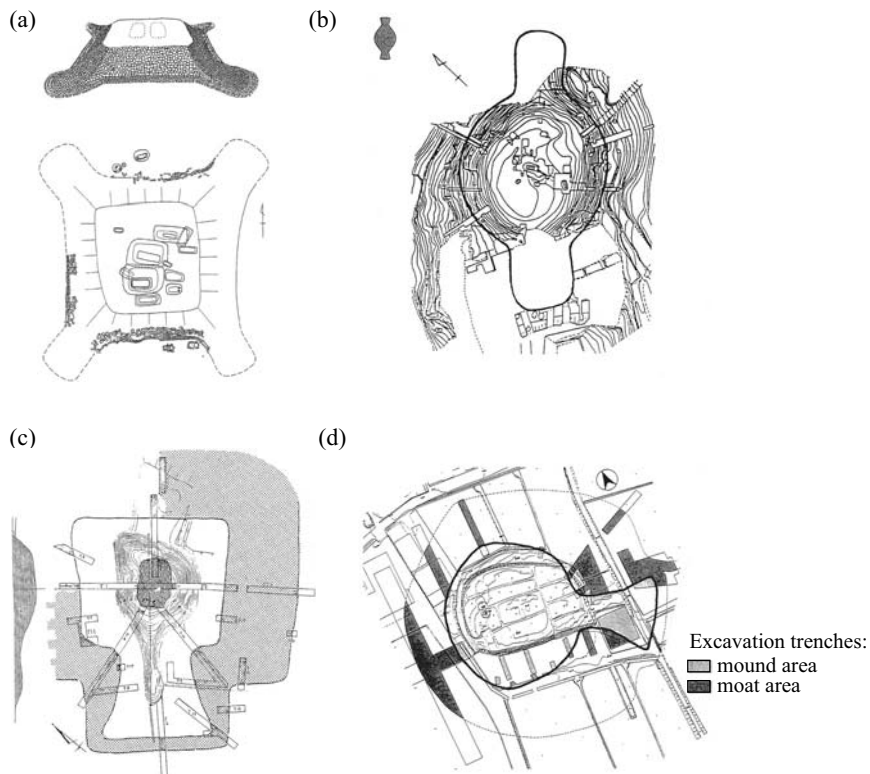 (a)
(b)
(c)
(d)
Excavation trenches:
mound area
moat area